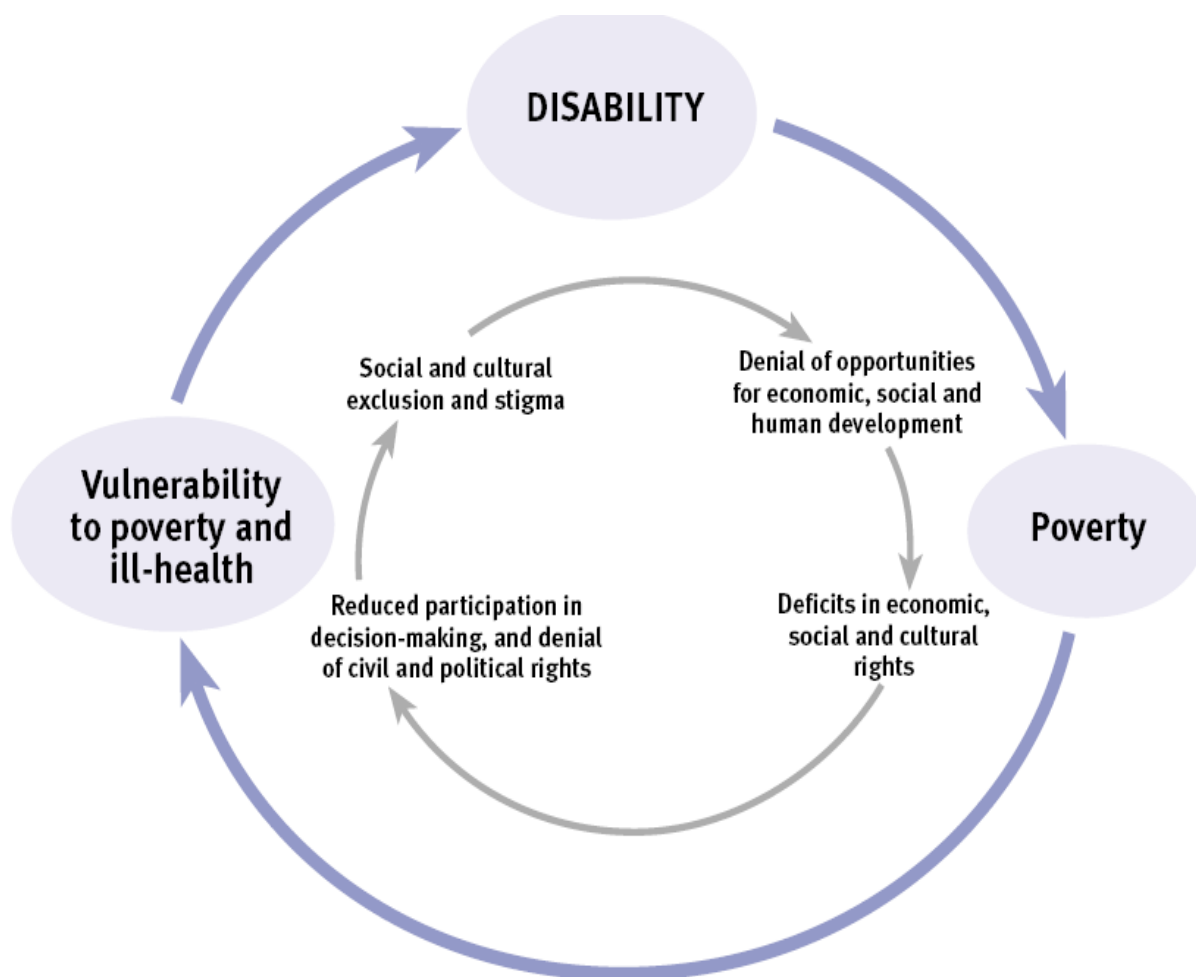 DISABILITY
Social and cultural
exclusion and stigma
Denial of opportunities
for economic, social and
human development
Vulnerability
to poverty and
ill-health
Poverty
Reduced participation in
decision-making, and denial
of civil and political rights
Deficits in economic,
social and cultural
rights